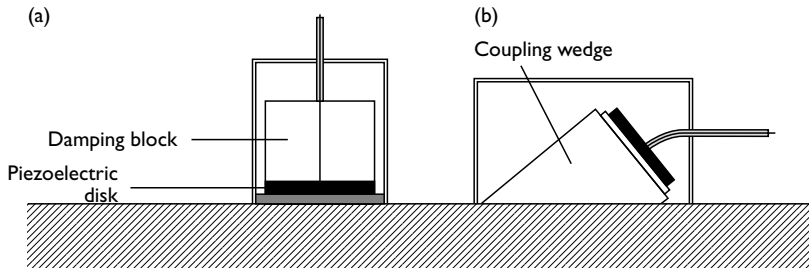 (a)
(b)
Coupling wedge
Damping block
Piezoelectric
disk